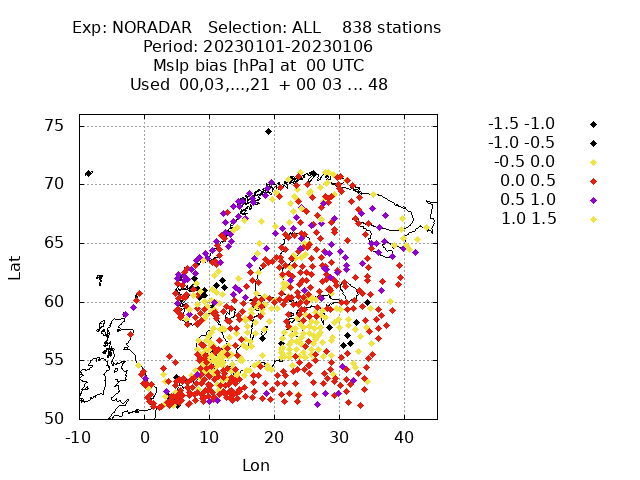 Exp: NORADAR   Selection: ALL    838 stations
Period: 20230101-20230106
Mslp bias [hPa] at  00 UTC
Used  00,03,...,21  + 00 03 ... 48
-1.5 -1.0
-1.0 -0.5
-0.5 0.0
0.0 0.5
0.5 1.0
1.0 1.5
75
70
65
60
55
50
Lat
-10 0 10 20 30 40
Lon